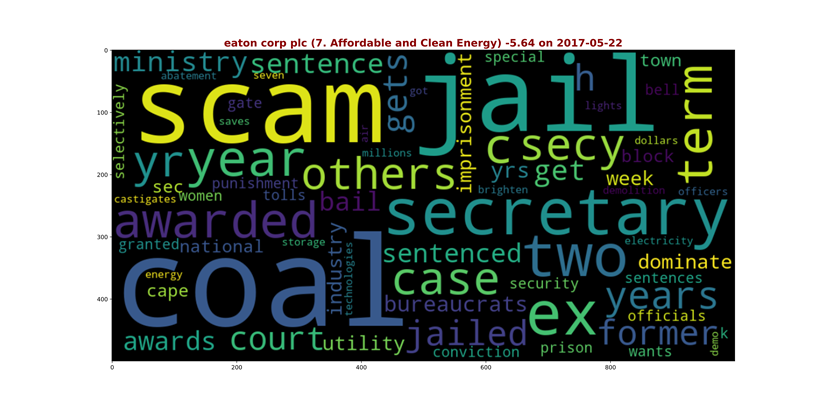 eaton corp plc (7. Affordable and Clean Energy) -5.64 on 2017-05-22
0
100
200
300
400
0 200 400 600 800
ministry sentence gets special town
abatement seven got h bell
selectively scam jail term
gate lights
saves air imprisonment
yr year others millions c secy dollars
block
sec punishment yrs get week
castigates women tolls bail brighten demolition officers
awarded secretary
granted national storage industry electricity
coal sentenced two dominate
energy technologies case security sentences
cape bureaucrats ex years
officials
awards court utility jailed former k
conviction prison wants demo